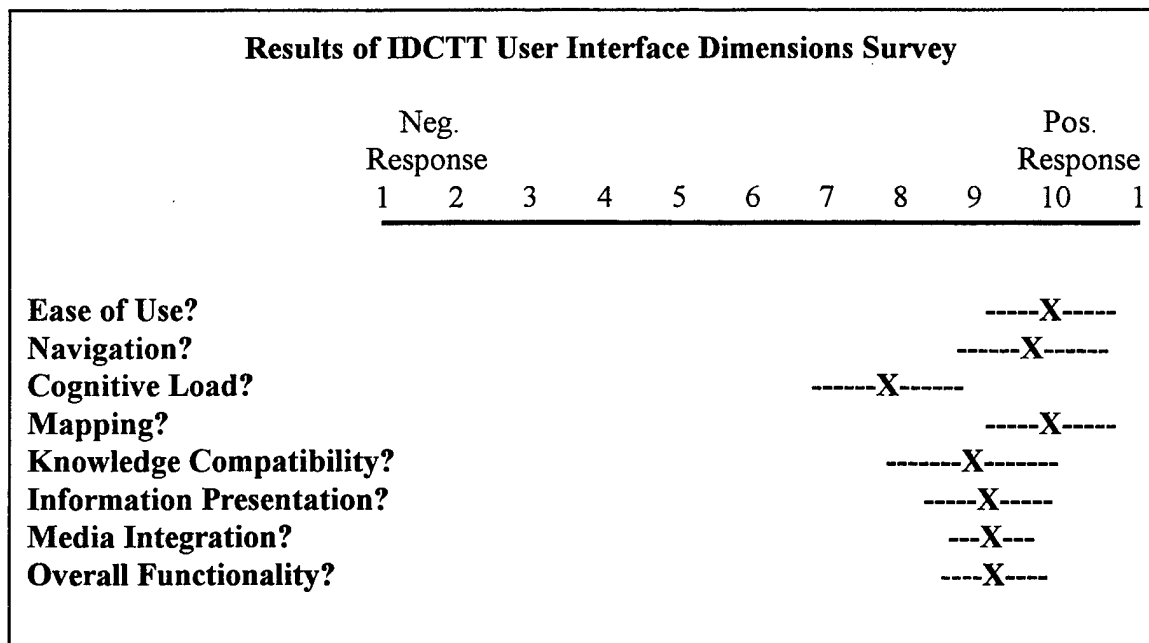 Results of IDCTT User Interface Dimensions Survey
Neg. Pos.
Response Response
1 2 3 4 5 6 7 8 9 10 1
Ease of Use? -----X-----
Navigation? ------X------
Cognitive Load? ------X-----
Mapping? -----X-----
Knowledge Compatibility? -------X-------
Information Presentation? -----X-----
Media Integration? ---X---
Overall Functionality? ----X----